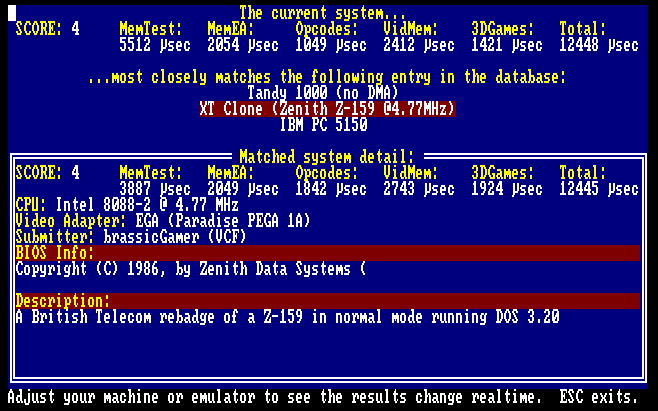 The current system...
SCORE: 4 MemTest: MemEA: Opcodes: VidMem: 3DGames: Total:
5512 µsec 2054 µsec 1049 µsec 2412 µsec 1421 µsec 12448 µsec
...most closely matches the following entry in the database:
Tandy 1000 (no DMA)
XT Clone (Zenith Z-159 @4.77MHz)
IBM PC 5150
Matched system detail:
SCORE: 4 MemTest: MemEA: Opcodes: VidMem: 3DGames: Total:
3887 µsec 2049 µsec 1842 µsec 2743 µsec 1924 µsec 12445 µsec
CPU: Intel 8088-2 @ 4.77 MHz
Video Adapter: EGA (Paradise PEGA 1A)
Submitter: brassicGamer (VCF)
BIOS Info:
Copyright (C) 1986, by Zenith Data Systems (
Description:
A British Telecom rebadge of a Z-159 in normal mode running DOS 3.20
Adjust your machine or emulator to see the results change realtime. ESC exits.